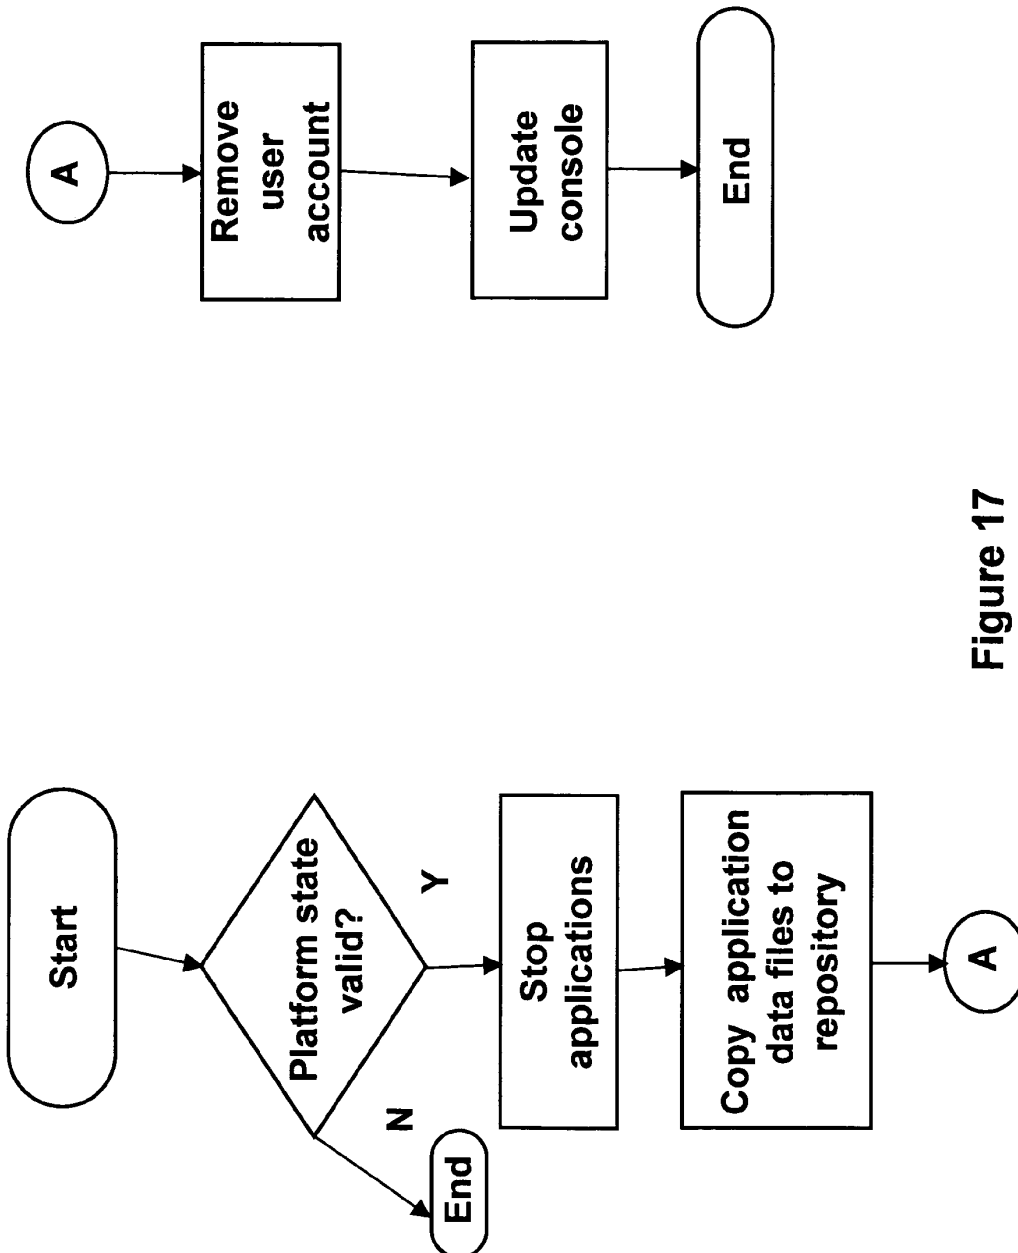 Start
Platform state
valid?
Y
N
End
Stop
applications
Copy application
data files to
repository
A
A
Remove
user
account
Update
console
End
Figure 17